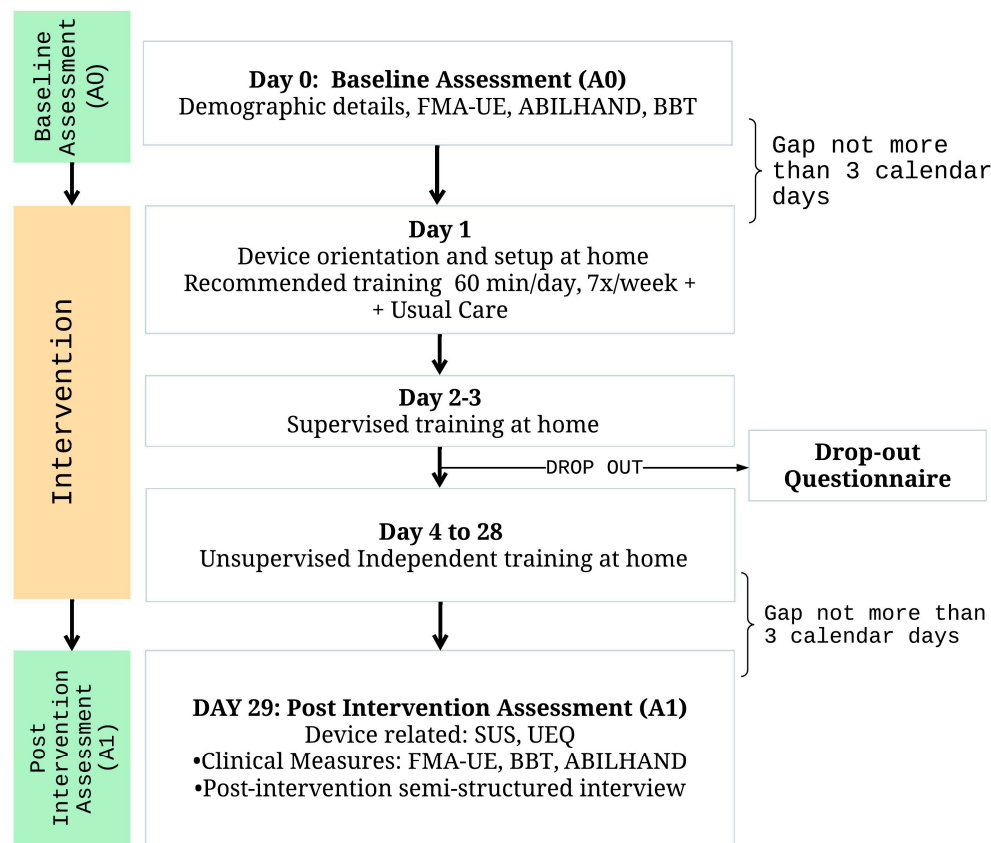 Baseline
Assessment
(A0)
Day 0:  Baseline Assessment (A0)
Demographic details, FMA-UE, ABILHAND, BBT
Gap not more
than 3 calendar
days
Intervention
Day 1
Device orientation and setup at home
Recommended training  60 min/day, 7x/week +
+ Usual Care
Day 2-3
Supervised training at home
DROP OUT
Drop-out
Questionnaire
Day 4 to 28
Unsupervised Independent training at home
Gap not more than
3 calendar days
Post
Intervention
Assessment
(A1)
DAY 29: Post Intervention Assessment (A1)
Device related: SUS, UEQ
•Clinical Measures: FMA-UE, BBT, ABILHAND
•Post-intervention semi-structured interview